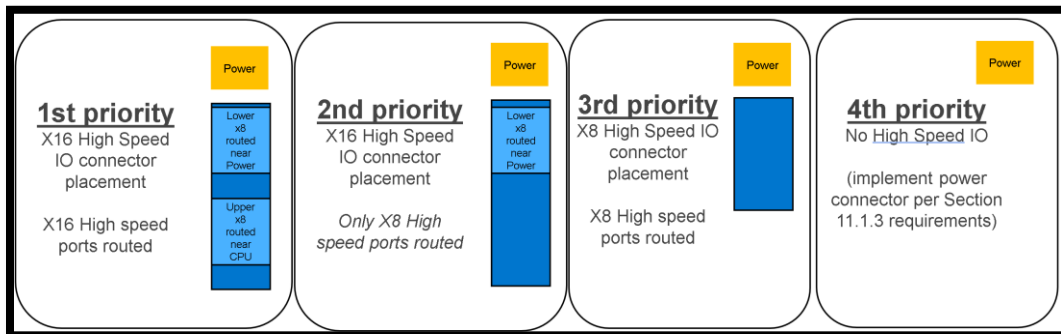 Power
1st priority
X16 High Speed
IO connector
placement
X16 High speed
ports routed
Lower
x8
routed
near
Power
Upper
x8
routed
near
CPU
Power
2nd priority
X16 High Speed
IO connector
placement
Only X8 High
speed ports routed
Lower
x8
routed
near
Power
Power
3rd priority
X8 High Speed IO
connector
placement
X8 High speed
ports routed
Power
4th priority
No High Speed IO
(implement power
connector per Section
11.1.3 requirements)